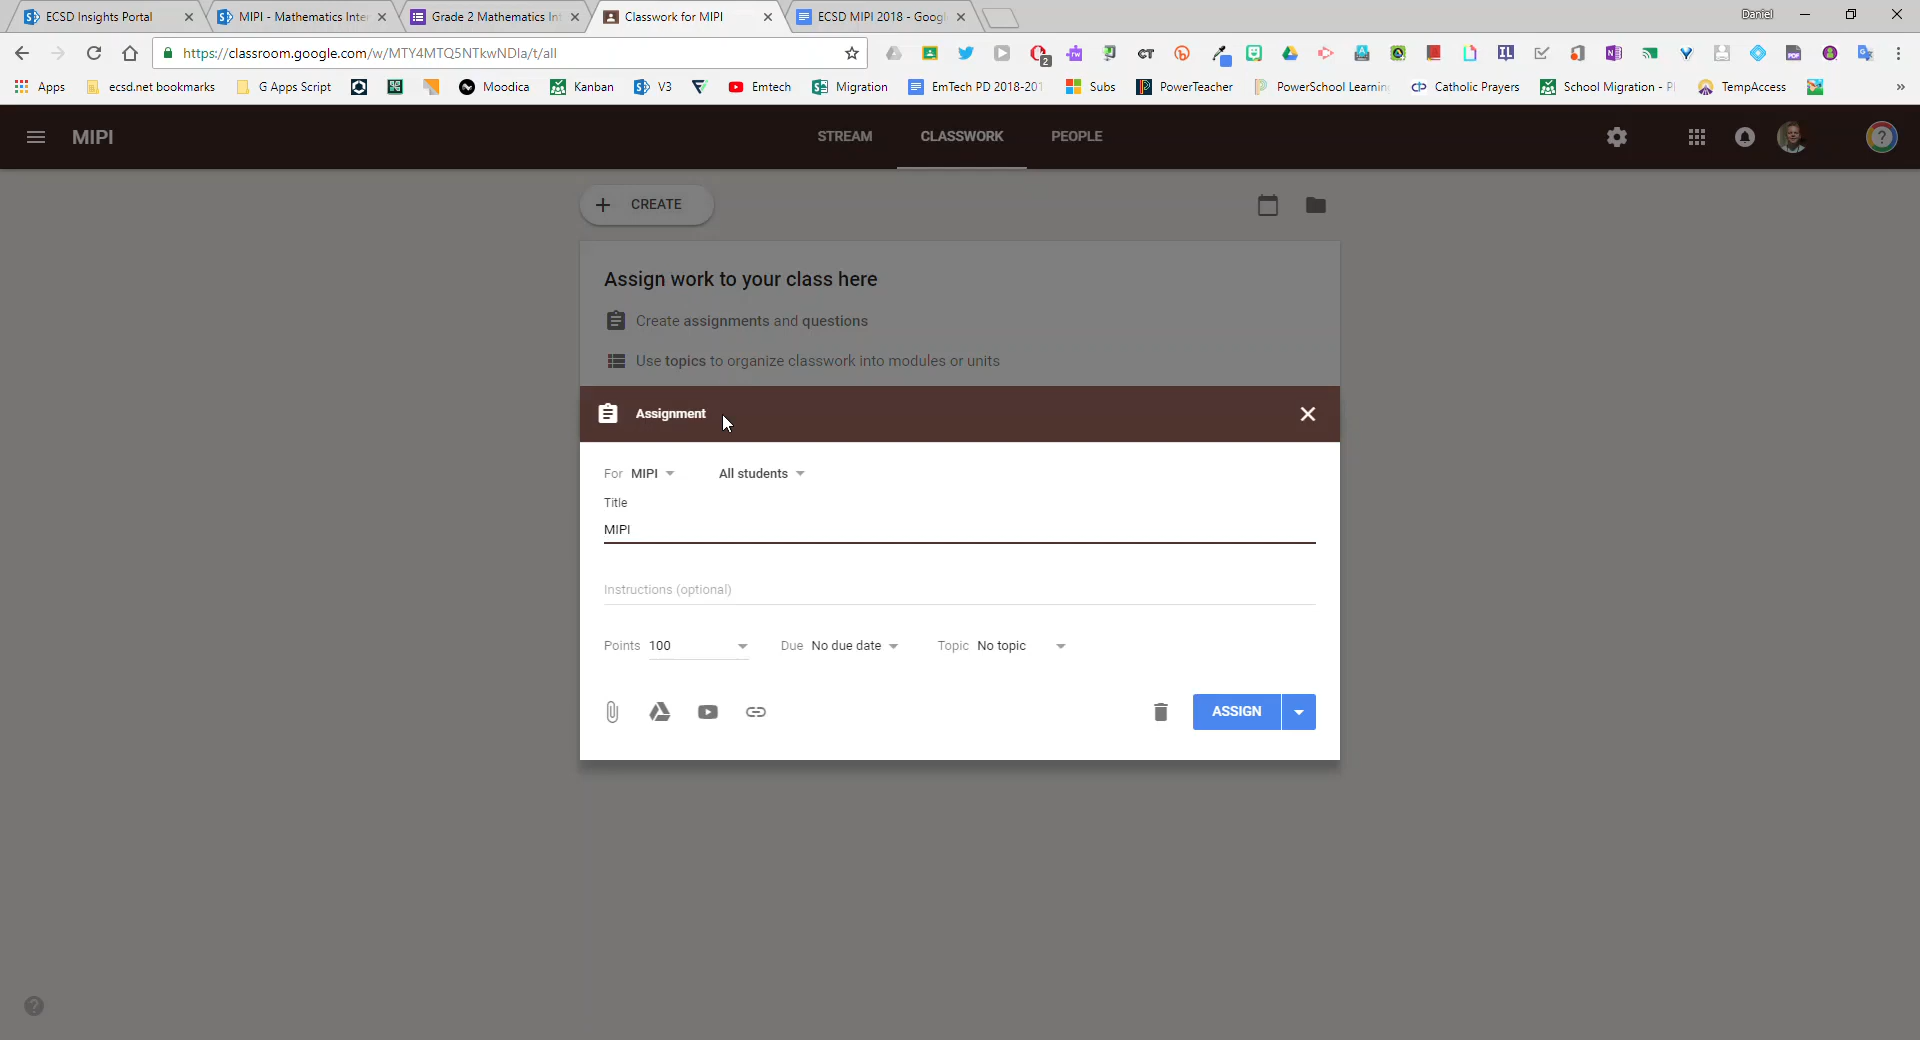 ECSD Insights Portal
MIPI - Mathematics Inter
Grade 2 Mathematics Int
Classwork for MIPI
ECSD MIPI 2018 - Googl
Daniel
https://classroom.google.com/w/MTY4MTQ5NTkwNDla/t/all
2
Apps
ecsd.net bookmarks
G Apps Script
Moodica
Kanban
V3
Emtech
Migration
EmTech PD 2018-201
Subs
PowerTeacher
PowerSchool Learnin
Catholic Prayers
School Migration - P
TempAccess
MIPI
STREAM
CLASSWORK
PEOPLE
CREATE
Assign work to your class here
Create assignments and questions
Use topics to organize classwork into modules or units
Assignment
For MIPI
All students
Title
MIPI
Instructions (optional)
Points 100
Due No due date
Topic No topic
ASSIGN